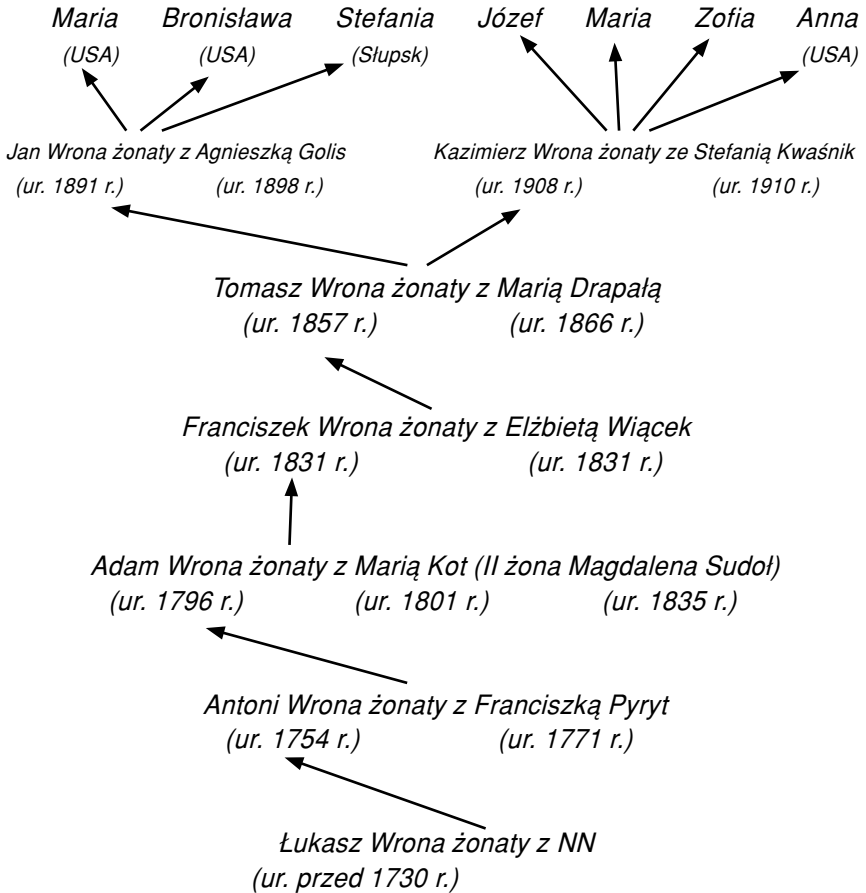 Maria Bronisława Stefania Józef Maria Zofia Anna
(USA) (USA) (Słupsk) (USA)
Jan Wrona żonaty z Agnieszką Golis Kazimierz Wrona żonaty ze Stefanią Kwaśnik
(ur. 1891 r.) (ur. 1898 r.) (ur. 1908 r.) (ur. 1910 r.)
Tomasz Wrona żonaty z Marią Drapałą
(ur. 1857 r.) (ur. 1866 r.)
Franciszek Wrona żonaty z Elżbietą Wiącek
(ur. 1831 r.) (ur. 1831 r.)
Adam Wrona żonaty z Marią Kot (II żona Magdalena Sudoł)
(ur. 1796 r.) (ur. 1801 r.) (ur. 1835 r.)
Antoni Wrona żonaty z Franciszką Pyryt
(ur. 1754 r.) (ur. 1771 r.)
Łukasz Wrona żonaty z NN
(ur. przed 1730 r.)